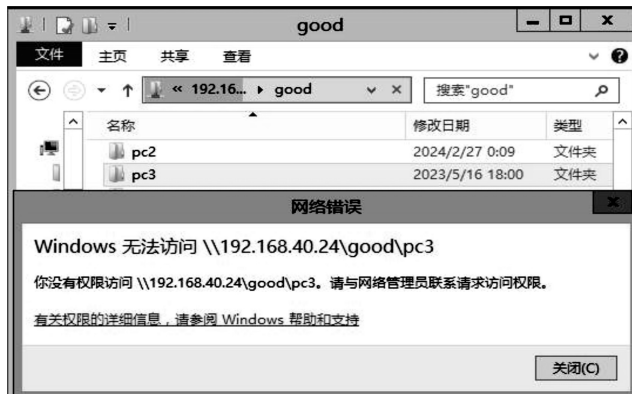 good
文件 主页 共享 查看
« 192.16... ▸ good 搜索"good"
名称 修改日期 类型
pc2 2024/2/27 0:09 文件夹
pc3 2023/5/16 18:00 文件夹
网络错误
Windows 无法访问 \\192.168.40.24\good\pc3
你没有权限访问 \\192.168.40.24\good\pc3。请与网络管理员联系请求访问权限。
有关权限的详细信息，请参阅 Windows 帮助和支持
关闭(C)